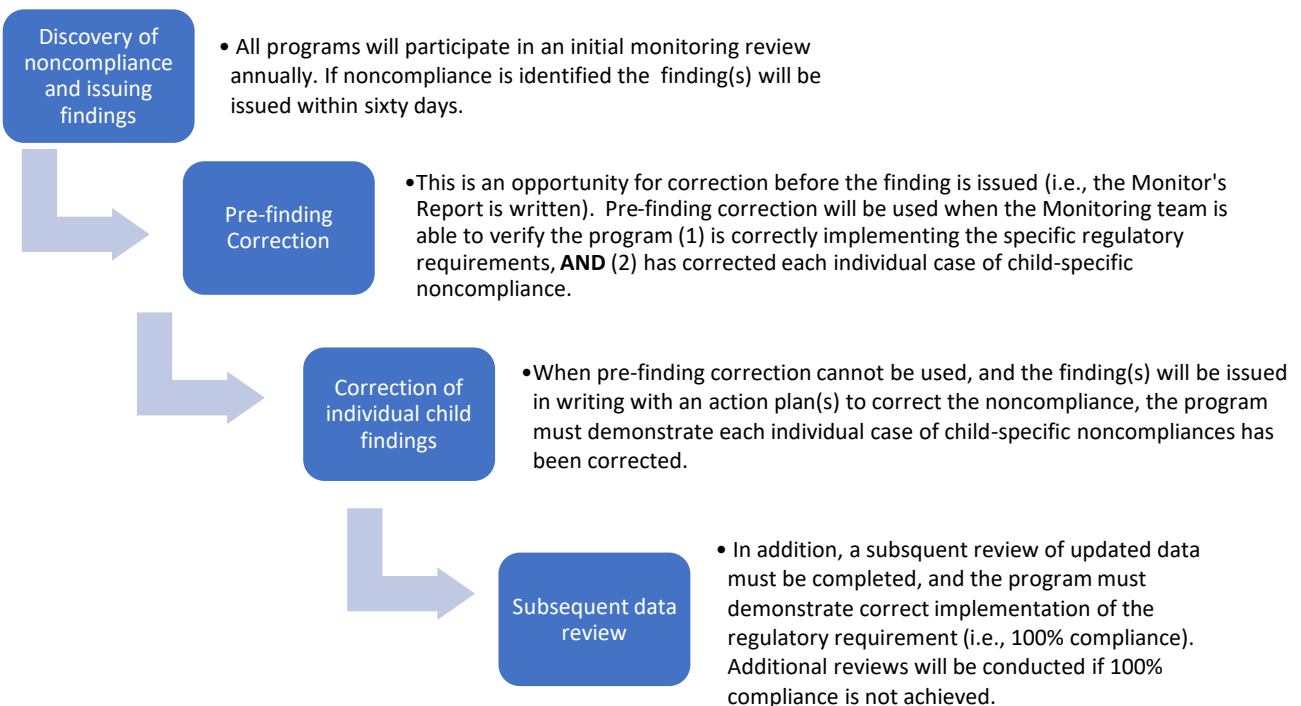 Discovery of
noncompliance
and issuing
findings
• All programs will participate in an initial monitoring review
annually. If noncompliance is identified the finding(s) will be
issued within sixty days.
Pre-finding
Correction
•This is an opportunity for correction before the finding is issued (i.e., the Monitor's
Report is written). Pre-finding correction will be used when the Monitoring team is
able to verify the program (1) is correctly implementing the specific regulatory
requirements, AND (2) has corrected each individual case of child-specific
noncompliance.
Correction of
individual child
findings
•When pre-finding correction cannot be used, and the finding(s) will be issued
in writing with an action plan(s) to correct the noncompliance, the program
must demonstrate each individual case of child-specific noncompliances has
been corrected.
Subsequent data
review
• In addition, a subsquent review of updated data
must be completed, and the program must
demonstrate correct implementation of the
regulatory requirement (i.e., 100% compliance).
Additional reviews will be conducted if 100%
compliance is not achieved.